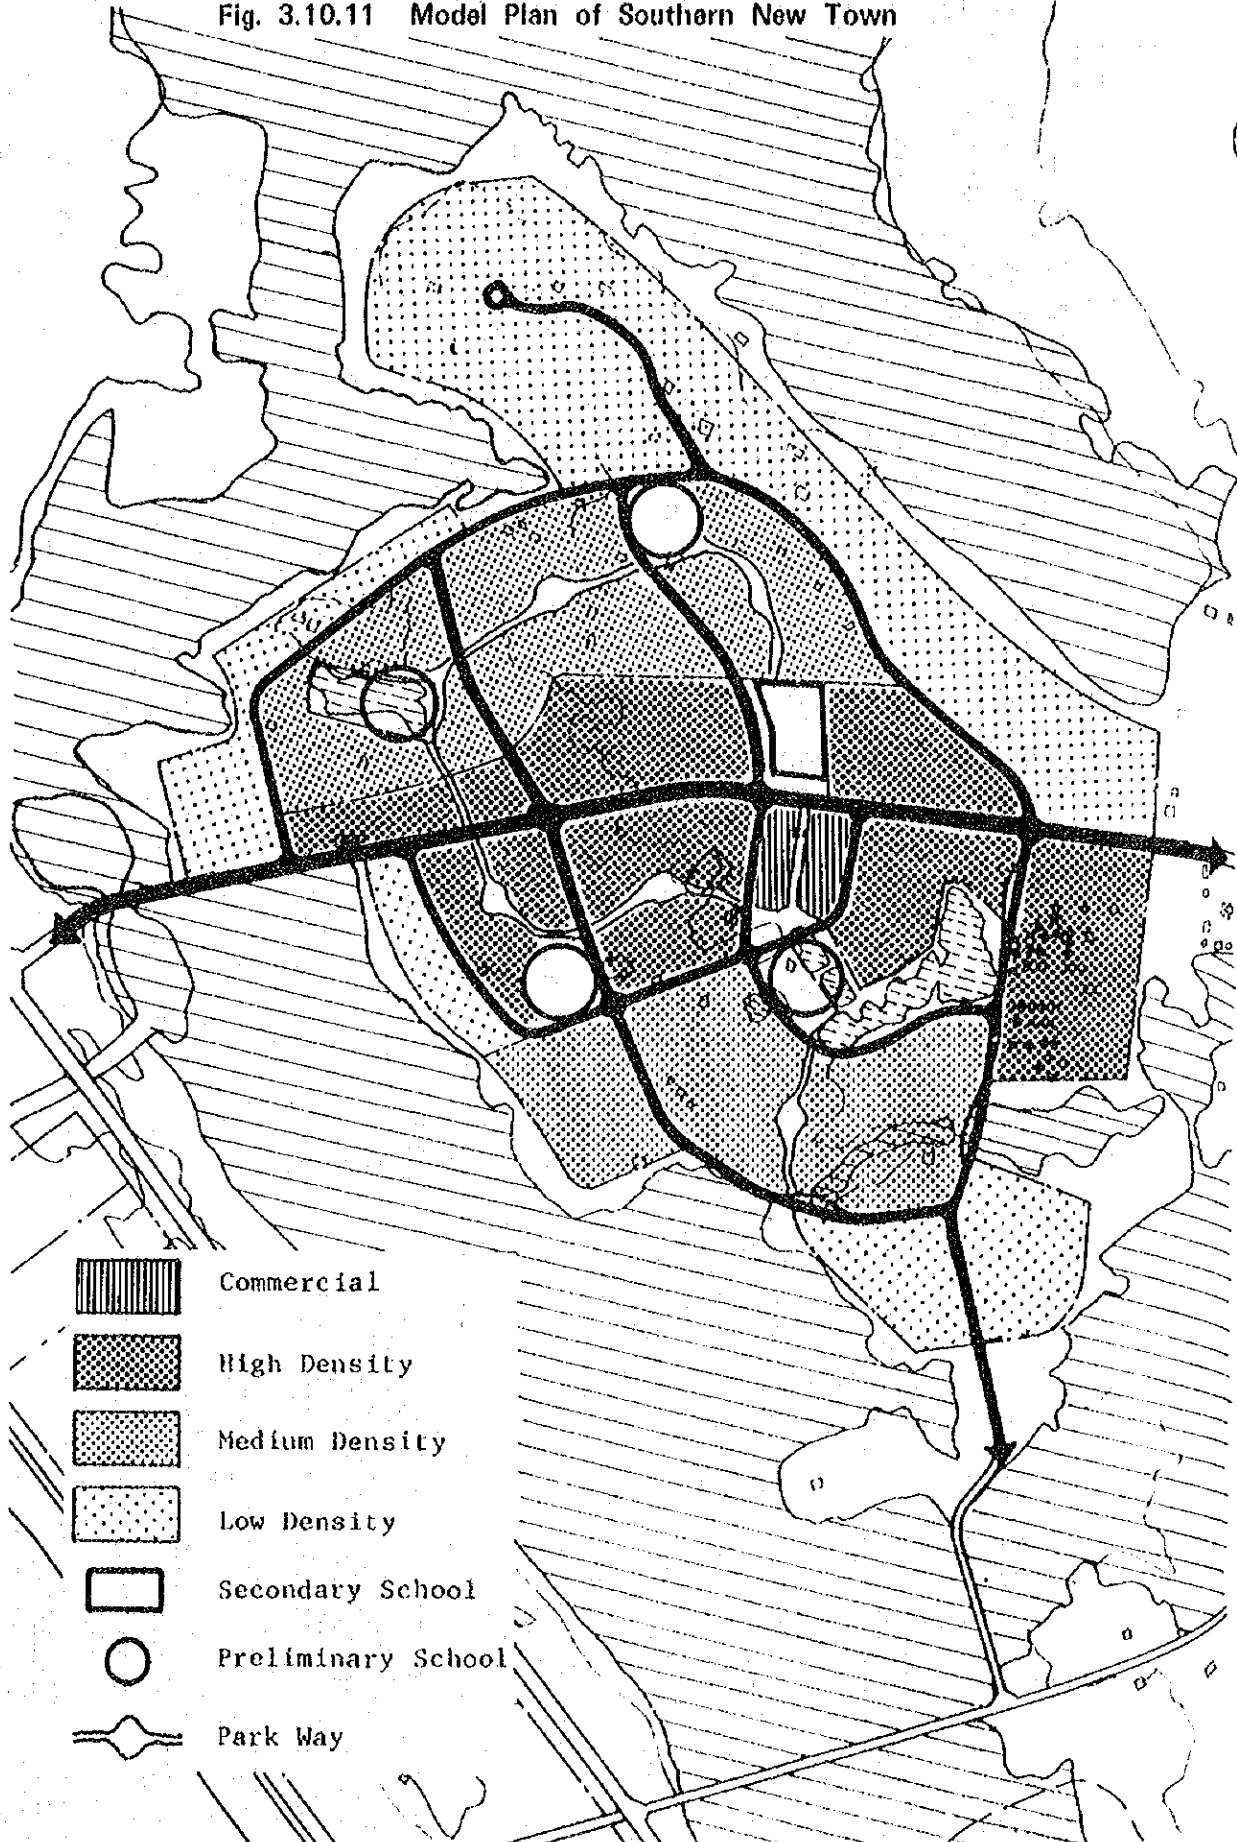 Fig. 3.10.11 Model Plan of Southern New Town
Commercial
High Density
Medium Density
Low Density
Secondary School
Preliminary School
Park Way